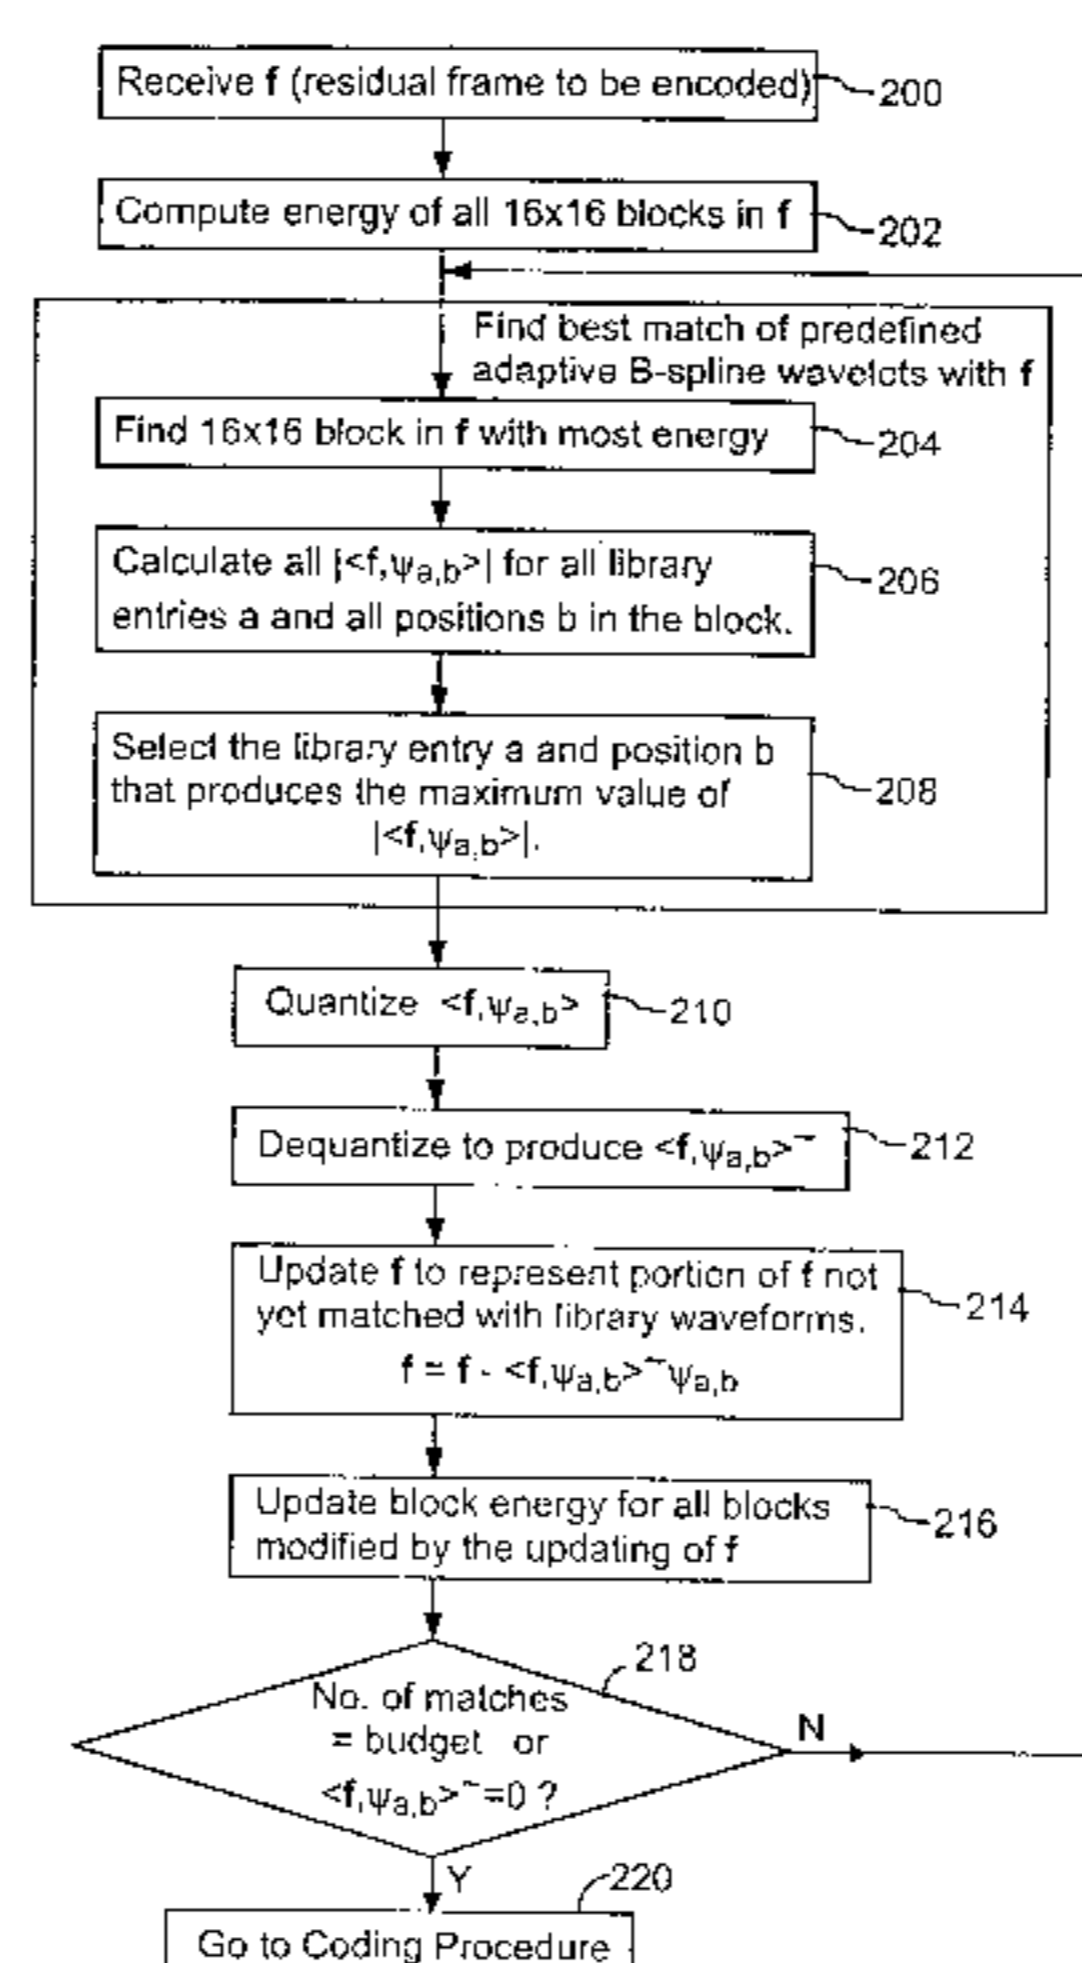 Receive f (residual frame to be encoded)
200
Compute energy of all 16x16 blocks in f
202
Find best match of predefined
adaptive B-spline wavelets with f
Find 16x16 block in f with most energy
204
Calculate all |<f,ψa,b>| for all library
entries a and all positions b in the block.
206
Select the library entry a and position b
that produces the maximum value of
|<f,ψa,b>|.
208
Quantize <f,ψa,b>
210
Dequantize to produce <f,ψa,b>~
212
Update f to represent portion of f not
yet matched with library waveforms.
f = f - <f,ψa,b>~ψa,b
214
Update block energy for all blocks
modified by the updating of f
216
218
No. of matches
= budget or
<f,ψa,b>~=0 ?
N
Y
220
Go to Coding Procedure